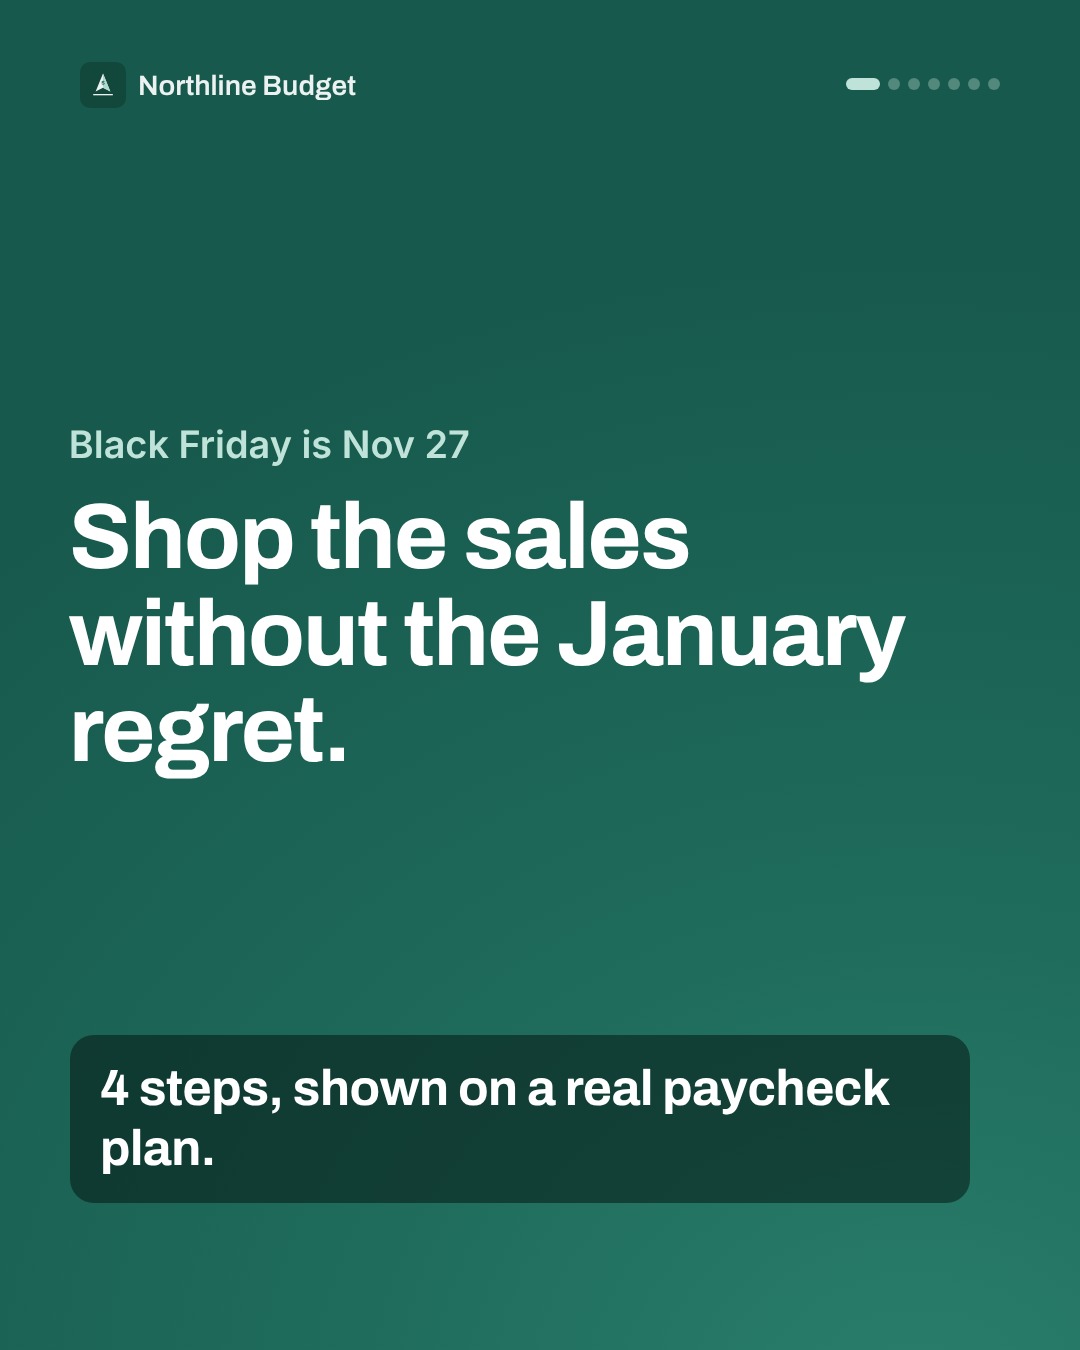 Northline Budget
Black Friday is Nov 27
Shop the sales
without the January
regret.
4 steps, shown on a real paycheck
plan.